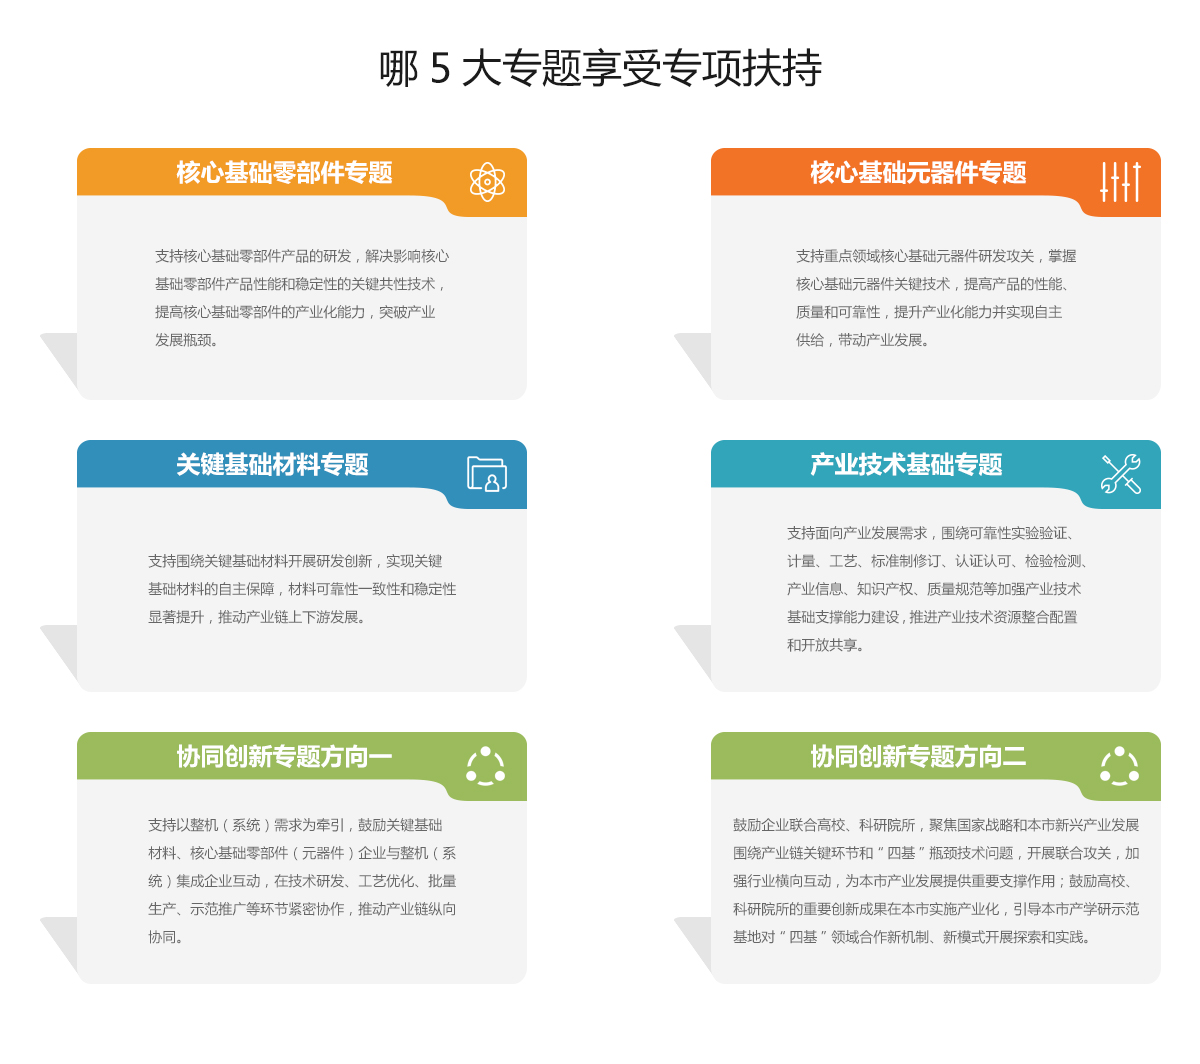 哪 5 大专题享受专项扶持
核心基础零部件专题
支持核心基础零部件产品的研发，解决影响核心
基础零部件产品性能和稳定性的关键共性技术，
提高核心基础零部件的产业化能力，突破产业
发展瓶颈。
核心基础元器件专题
支持重点领域核心基础元器件研发攻关，掌握
核心基础元器件关键技术，提高产品的性能、
质量和可靠性，提升产业化能力并实现自主
供给，带动产业发展。
关键基础材料专题
支持围绕关键基础材料开展研发创新，实现关键
基础材料的自主保障，材料可靠性一致性和稳定性
显著提升，推动产业链上下游发展。
产业技术基础专题
支持面向产业发展需求，围绕可靠性实验验证、
计量、工艺、标准制修订、认证认可、检验检测、
产业信息、知识产权、质量规范等加强产业技术
基础支撑能力建设，推进产业技术资源整合配置
和开放共享。
协同创新专题方向一
支持以整机（系统）需求为牵引，鼓励关键基础
材料、核心基础零部件（元器件）企业与整机（系
统）集成企业互动，在技术研发、工艺优化、批量
生产、示范推广等环节紧密协作，推动产业链纵向
协同。
协同创新专题方向二
鼓励企业联合高校、科研院所，聚焦国家战略和本市新兴产业发展
围绕产业链关键环节和“四基”瓶颈技术问题，开展联合攻关，加
强行业横向互动，为本市产业发展提供重要支撑作用；鼓励高校、
科研院所的重要创新成果在本市实施产业化，引导本市产学研示范
基地对“四基”领域合作新机制、新模式开展探索和实践。